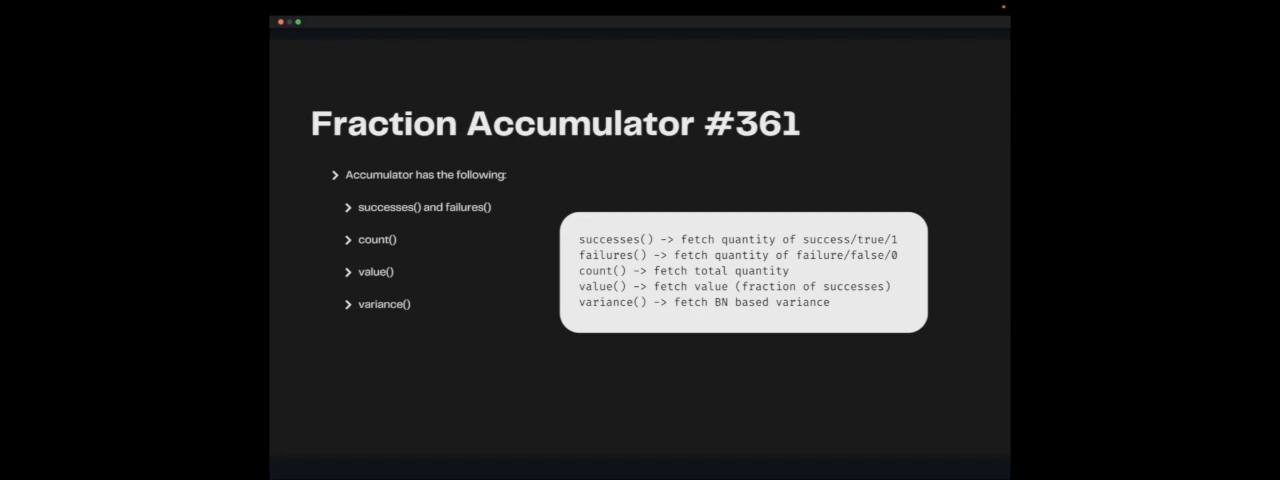 Fraction Accumulator #361
Accumulator has the following:
successes() and failures()
count()
value()
variance()
successes() -> fetch quantity of success/true/1
failures() -> fetch quantity of failure/false/0
count() -> fetch total quantity
value() -> fetch value (fraction of successes)
variance() -> fetch BN based variance